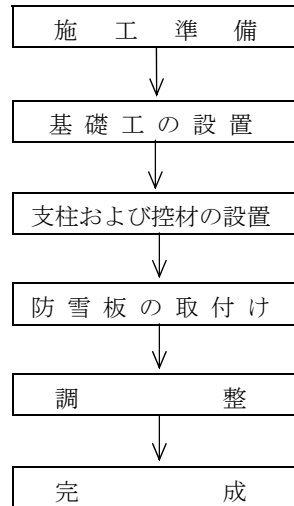 施工準備
基礎工の設置
支柱および控材の設置
防雪板の取付け
調整
完成